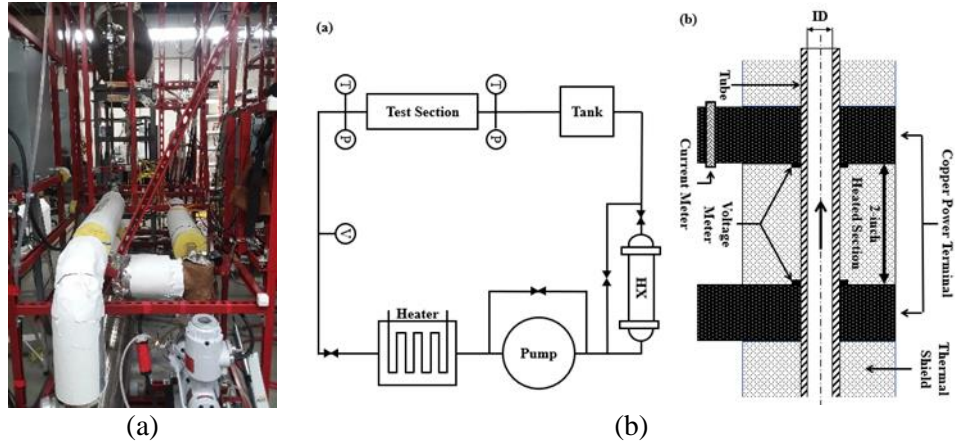 (a)
T
T
P
P
Test Section
Tank
V
Heater
Pump
HX
(b)
ID
Tube
Current Meter
Voltage
Meter
2-inch
Heated Section
Copper Power Terminal
Thermal
Shield
(a)
(b)